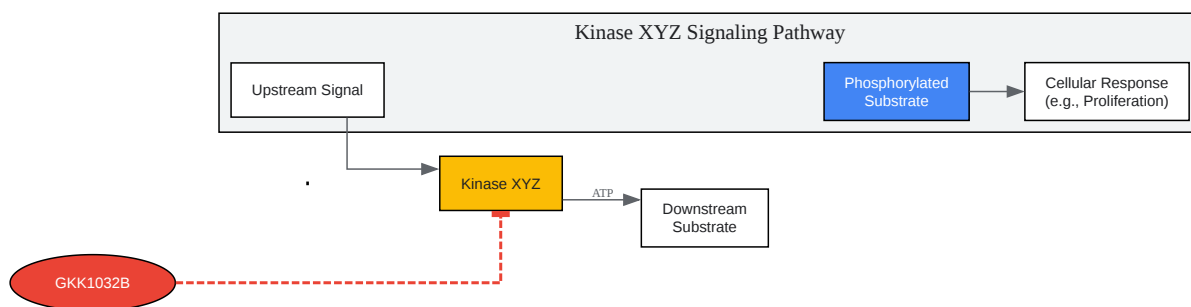 Kinase XYZ Signaling Pathway
Upstream Signal
Phosphorylated
Substrate
Cellular Response
(e.g., Proliferation)
Kinase XYZ
ATP
Downstream
Substrate
GKK1032B